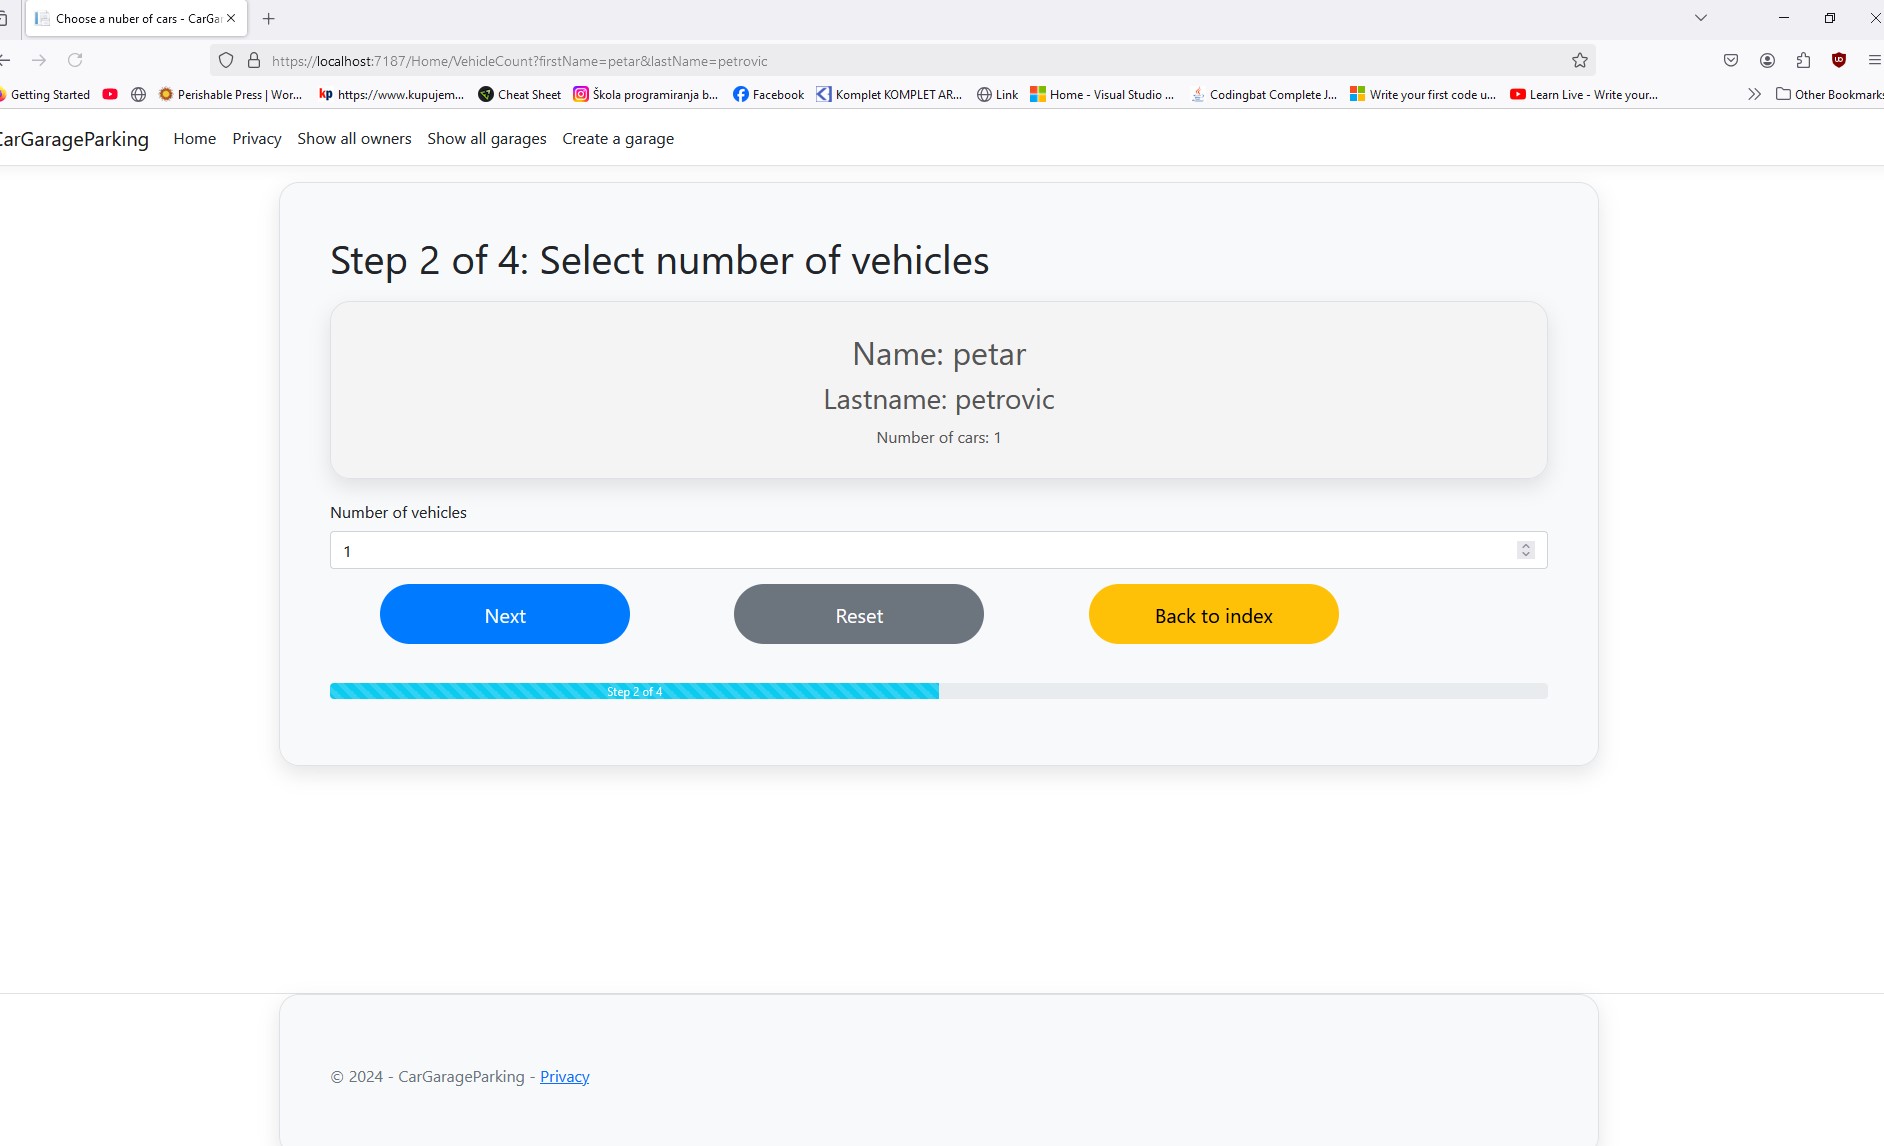 Choose a nuber of cars - CarGa
https://localhost:7187/Home/VehicleCount?firstName=petar&lastName=petrovic
Getting Started Perishable Press | Wor... kp https://www.kupujem... Cheat Sheet Škola programiranja b... Facebook Komplet KOMPLET AR... Link Home - Visual Studio ... Codingbat Complete J... Write your first code u... Learn Live - Write your... Other Bookmarks
CarGarageParking Home Privacy Show all owners Show all garages Create a garage
Step 2 of 4: Select number of vehicles
Name: petar
Lastname: petrovic
Number of cars: 1
Number of vehicles
1
Next Reset Back to index
Step 2 of 4
© 2024 - CarGarageParking - Privacy